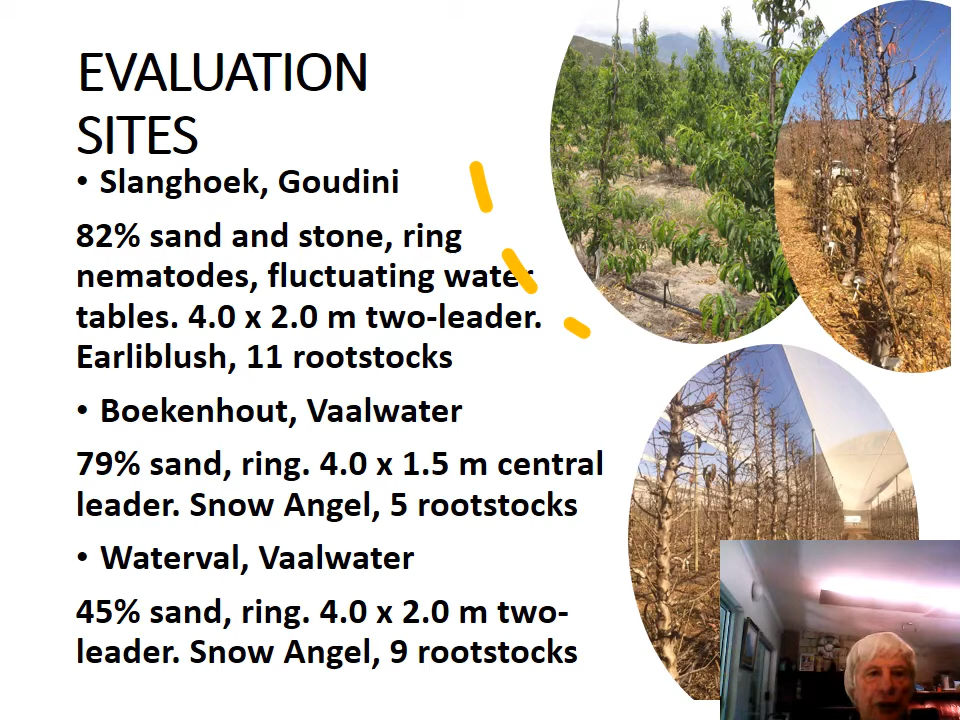 EVALUATION
SITES
• Slanghoek, Goudini
82% sand and stone, ring
nematodes, fluctuating water
tables. 4.0 x 2.0 m two-leader.
Earliblush, 11 rootstocks
• Boekenhout, Vaalwater
79% sand, ring. 4.0 x 1.5 m central
leader. Snow Angel, 5 rootstocks
• Waterval, Vaalwater
45% sand, ring. 4.0 x 2.0 m two-
leader. Snow Angel, 9 rootstocks